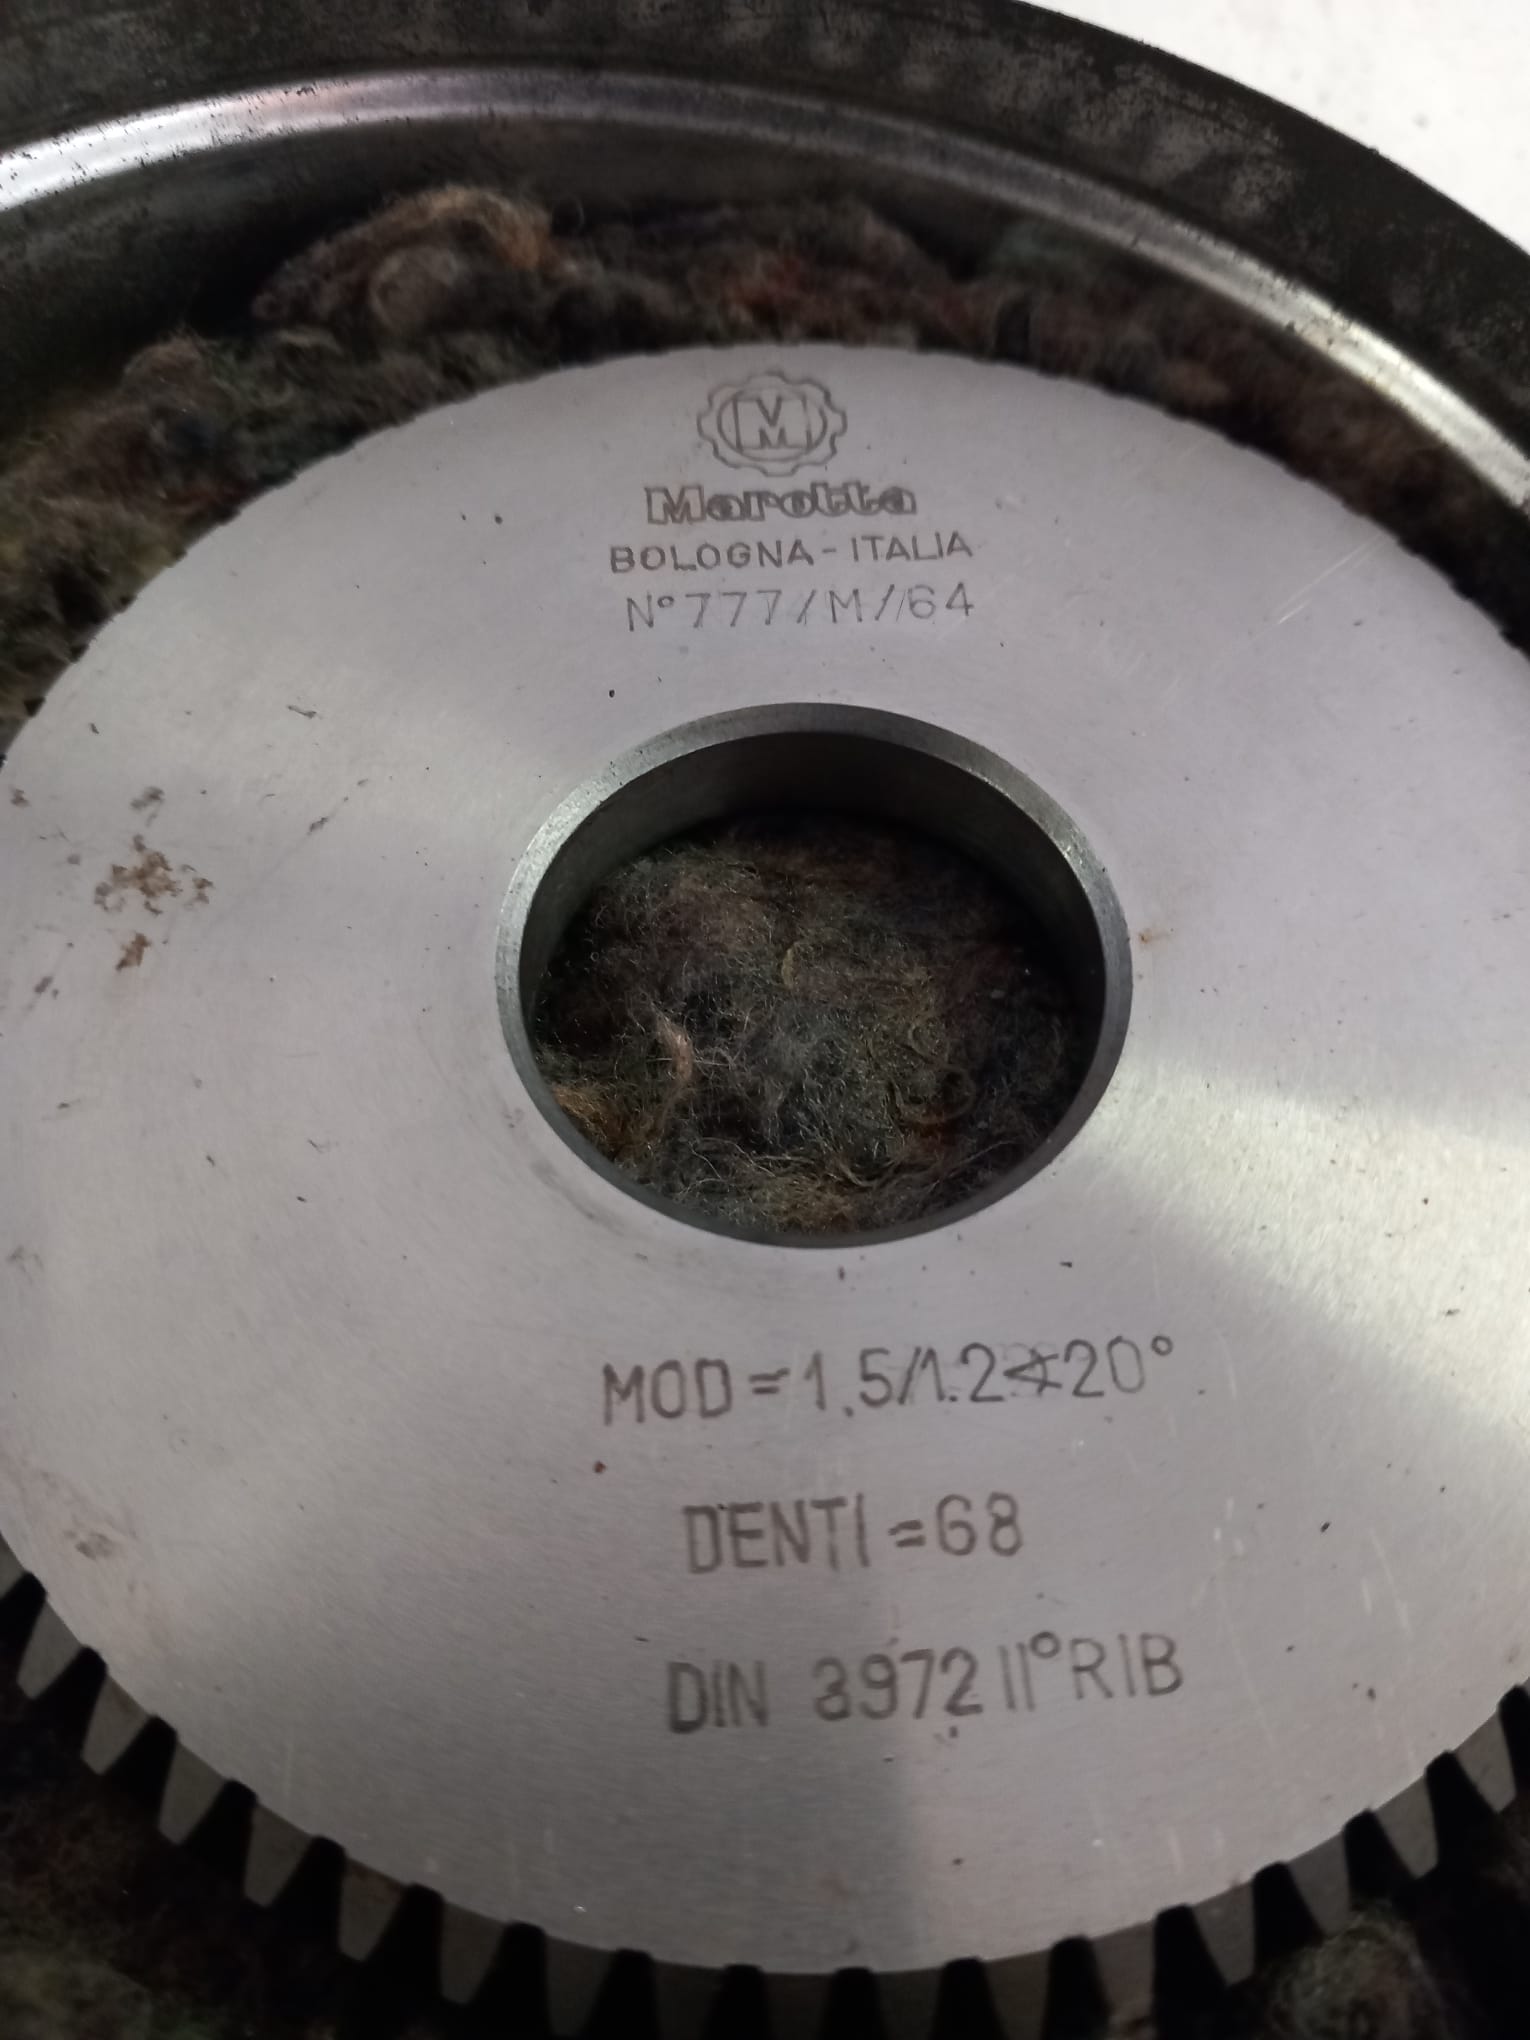 M
Marotta
BOLOGNA-ITALIA
N°777/M/64
MOD=1.5/1.2∢20°
DENTI=68
DIN 3972 II°RIB